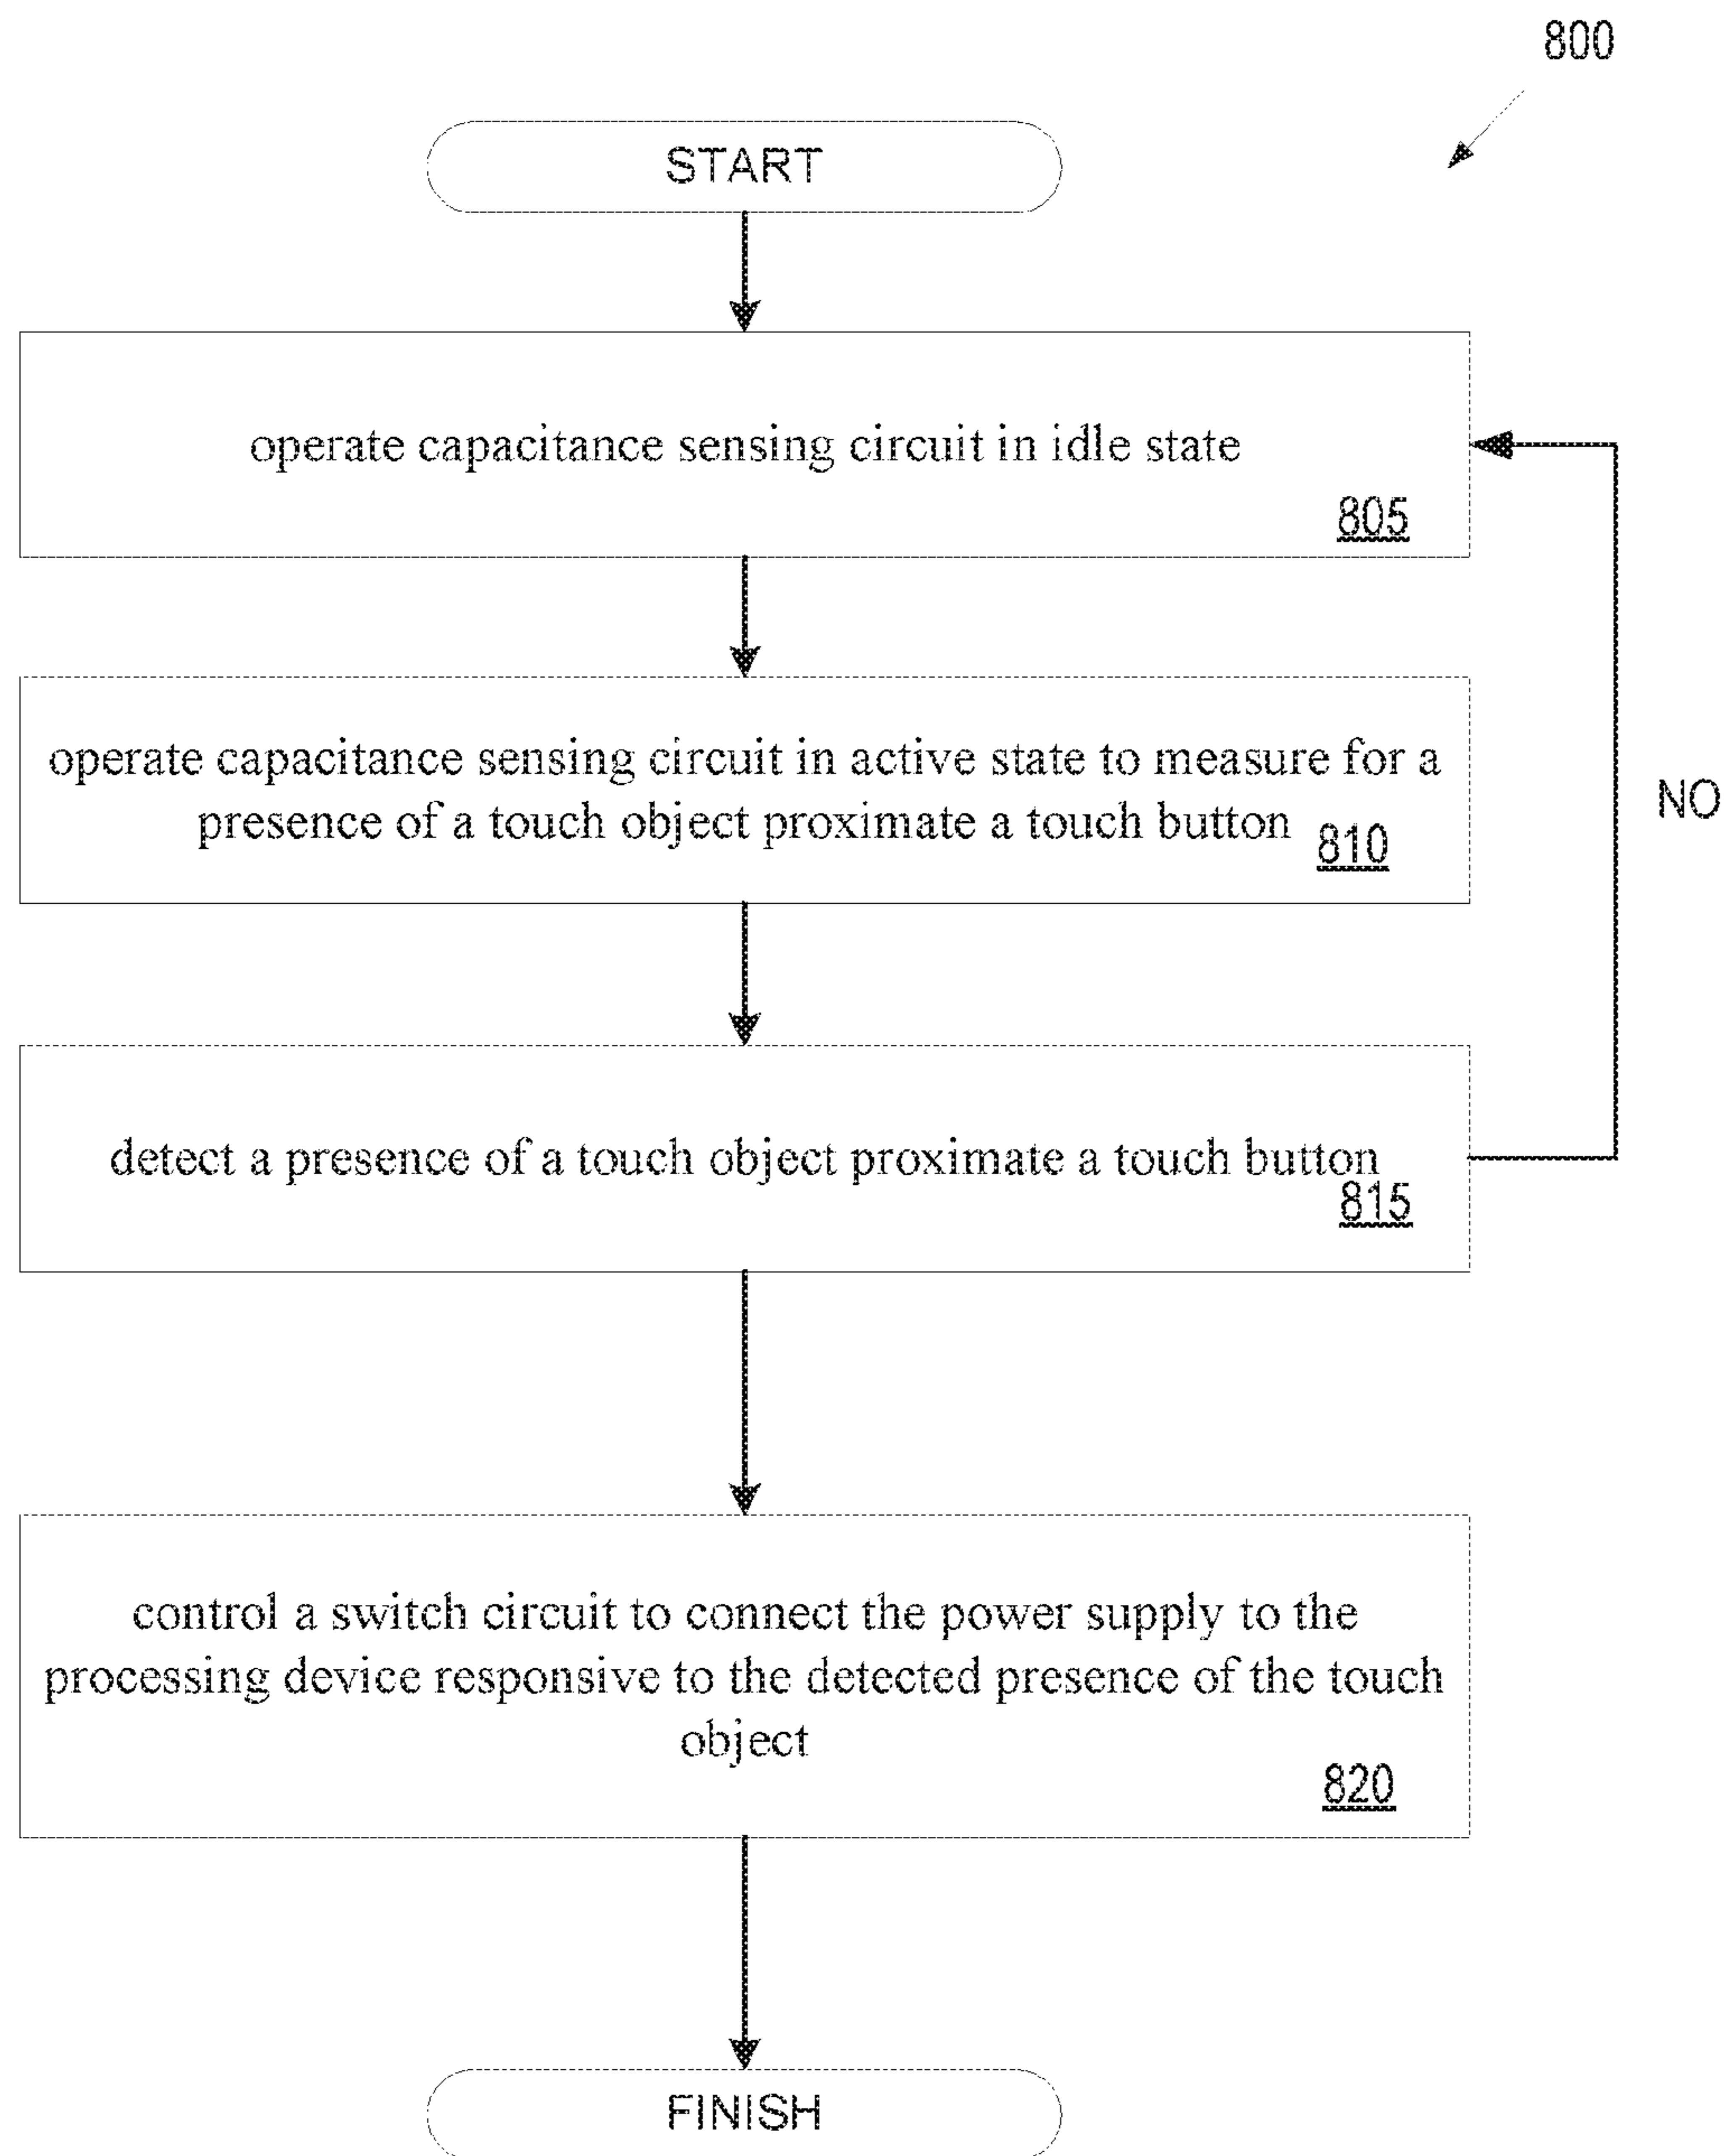 800
START
operate capacitance sensing circuit in idle state
805
operate capacitance sensing circuit in active state to measure for a
presence of a touch object proximate a touch button
810
NO
detect a presence of a touch object proximate a touch button
815
control a switch circuit to connect the power supply to the
processing device responsive to the detected presence of the touch
object
820
FINISH